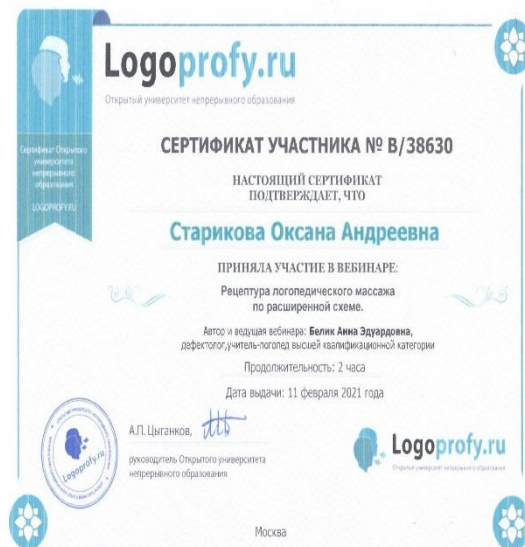 Logoprofy.ru
Открытый университет непрерывного образования
Сертификат Открытого
университета
непрерывного
образования
LOGOPROFY.RU
СЕРТИФИКАТ УЧАСТНИКА № В/38630
НАСТОЯЩИЙ СЕРТИФИКАТ
ПОДТВЕРЖДАЕТ, ЧТО
Старикова Оксана Андреевна
ПРИНЯЛА УЧАСТИЕ В ВЕБИНАРЕ:
Рецептура логопедического массажа
по расширенной схеме.
Автор и ведущая вебинара: Белик Анна Эдуардовна,
дефектолог,учитель-логопед высшей квалификационной категории
Продолжительность: 2 часа
Дата выдачи: 11 февраля 2021 года
А.П. Цыганков,
руководитель Открытого университета
непрерывного образования
Logoprofy.ru
Logoprofy.ru
Открытый университет непрерывного образования
Москва